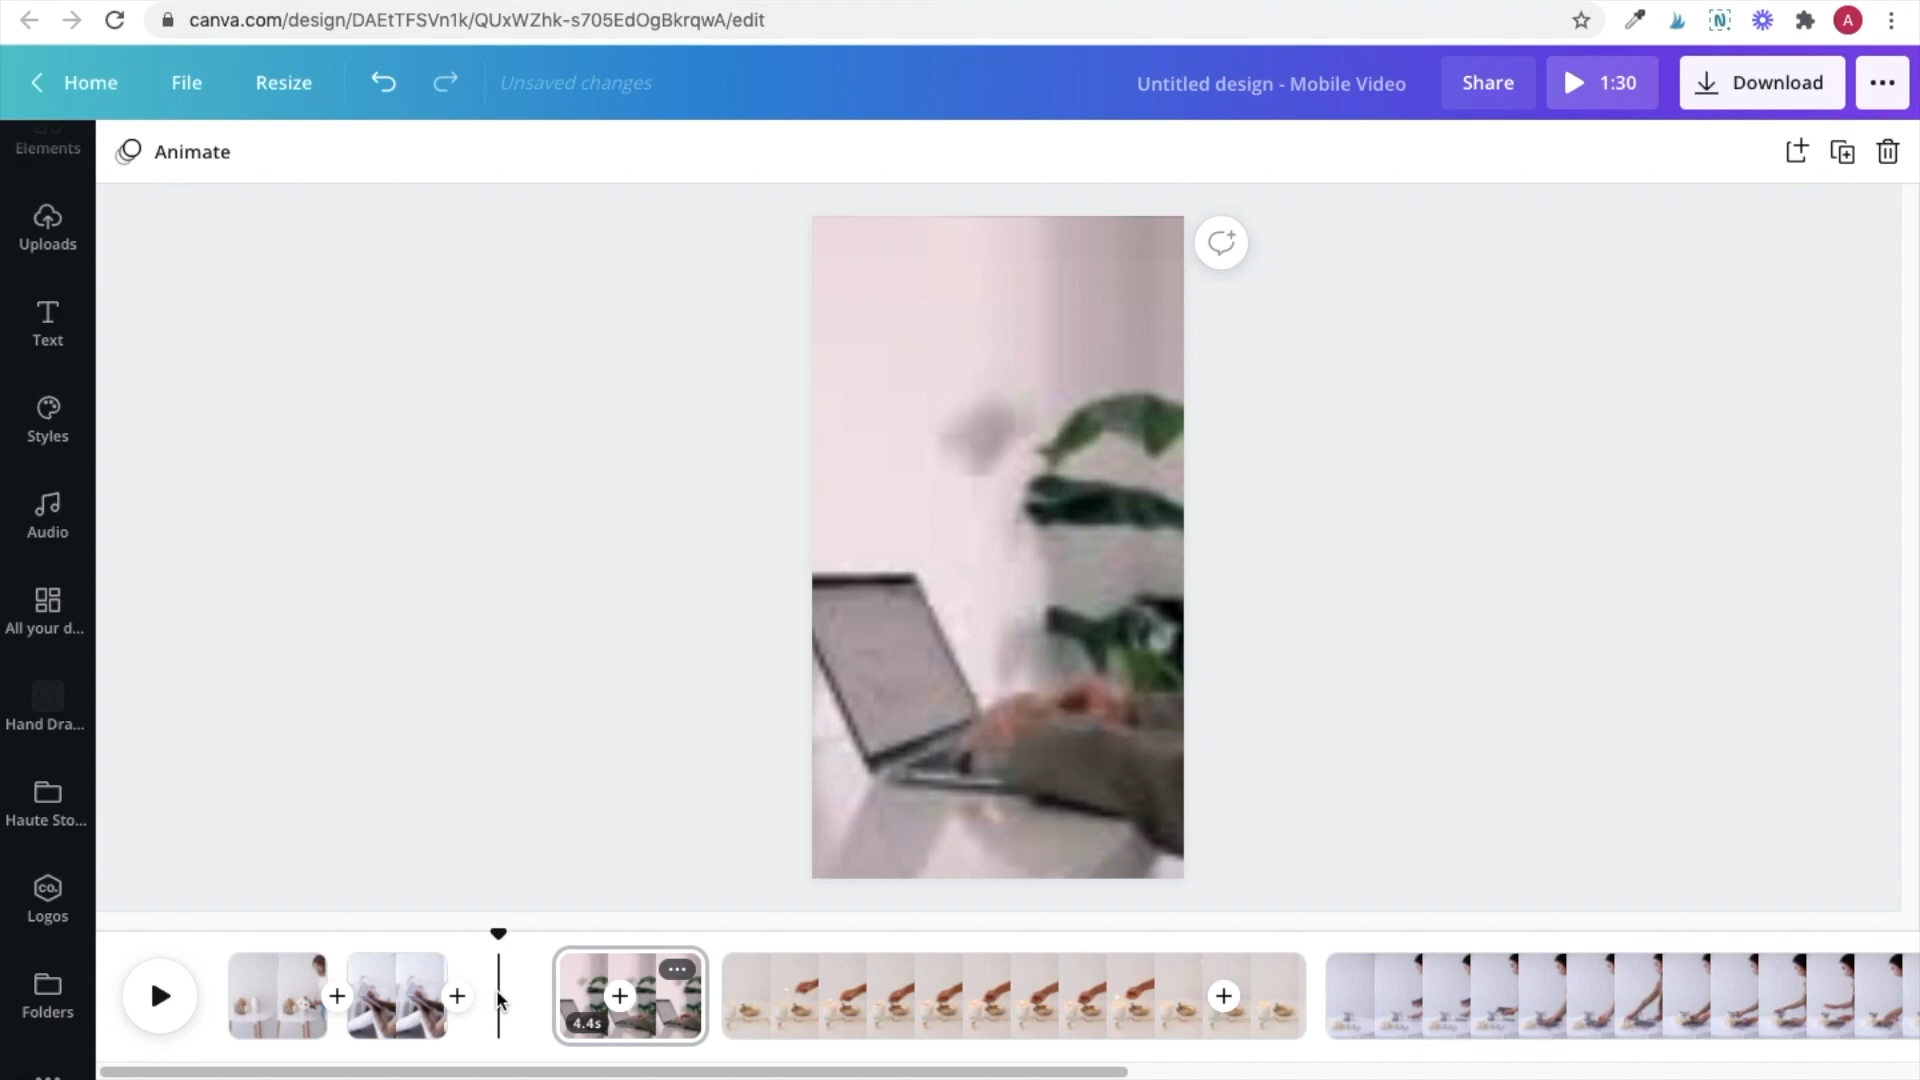 canva.com/design/DAEtTFSVn1k/QUxWZhk-s705EdOgBkrqwA/edit
A
Home
File
Resize
Unsaved changes
Untitled design - Mobile Video
Share
1:30
Download
Elements
Animate
Uploads
Text
Styles
Audio
All your d...
Hand Dra...
Haute Sto...
CO.
Logos
Folders
4.4s